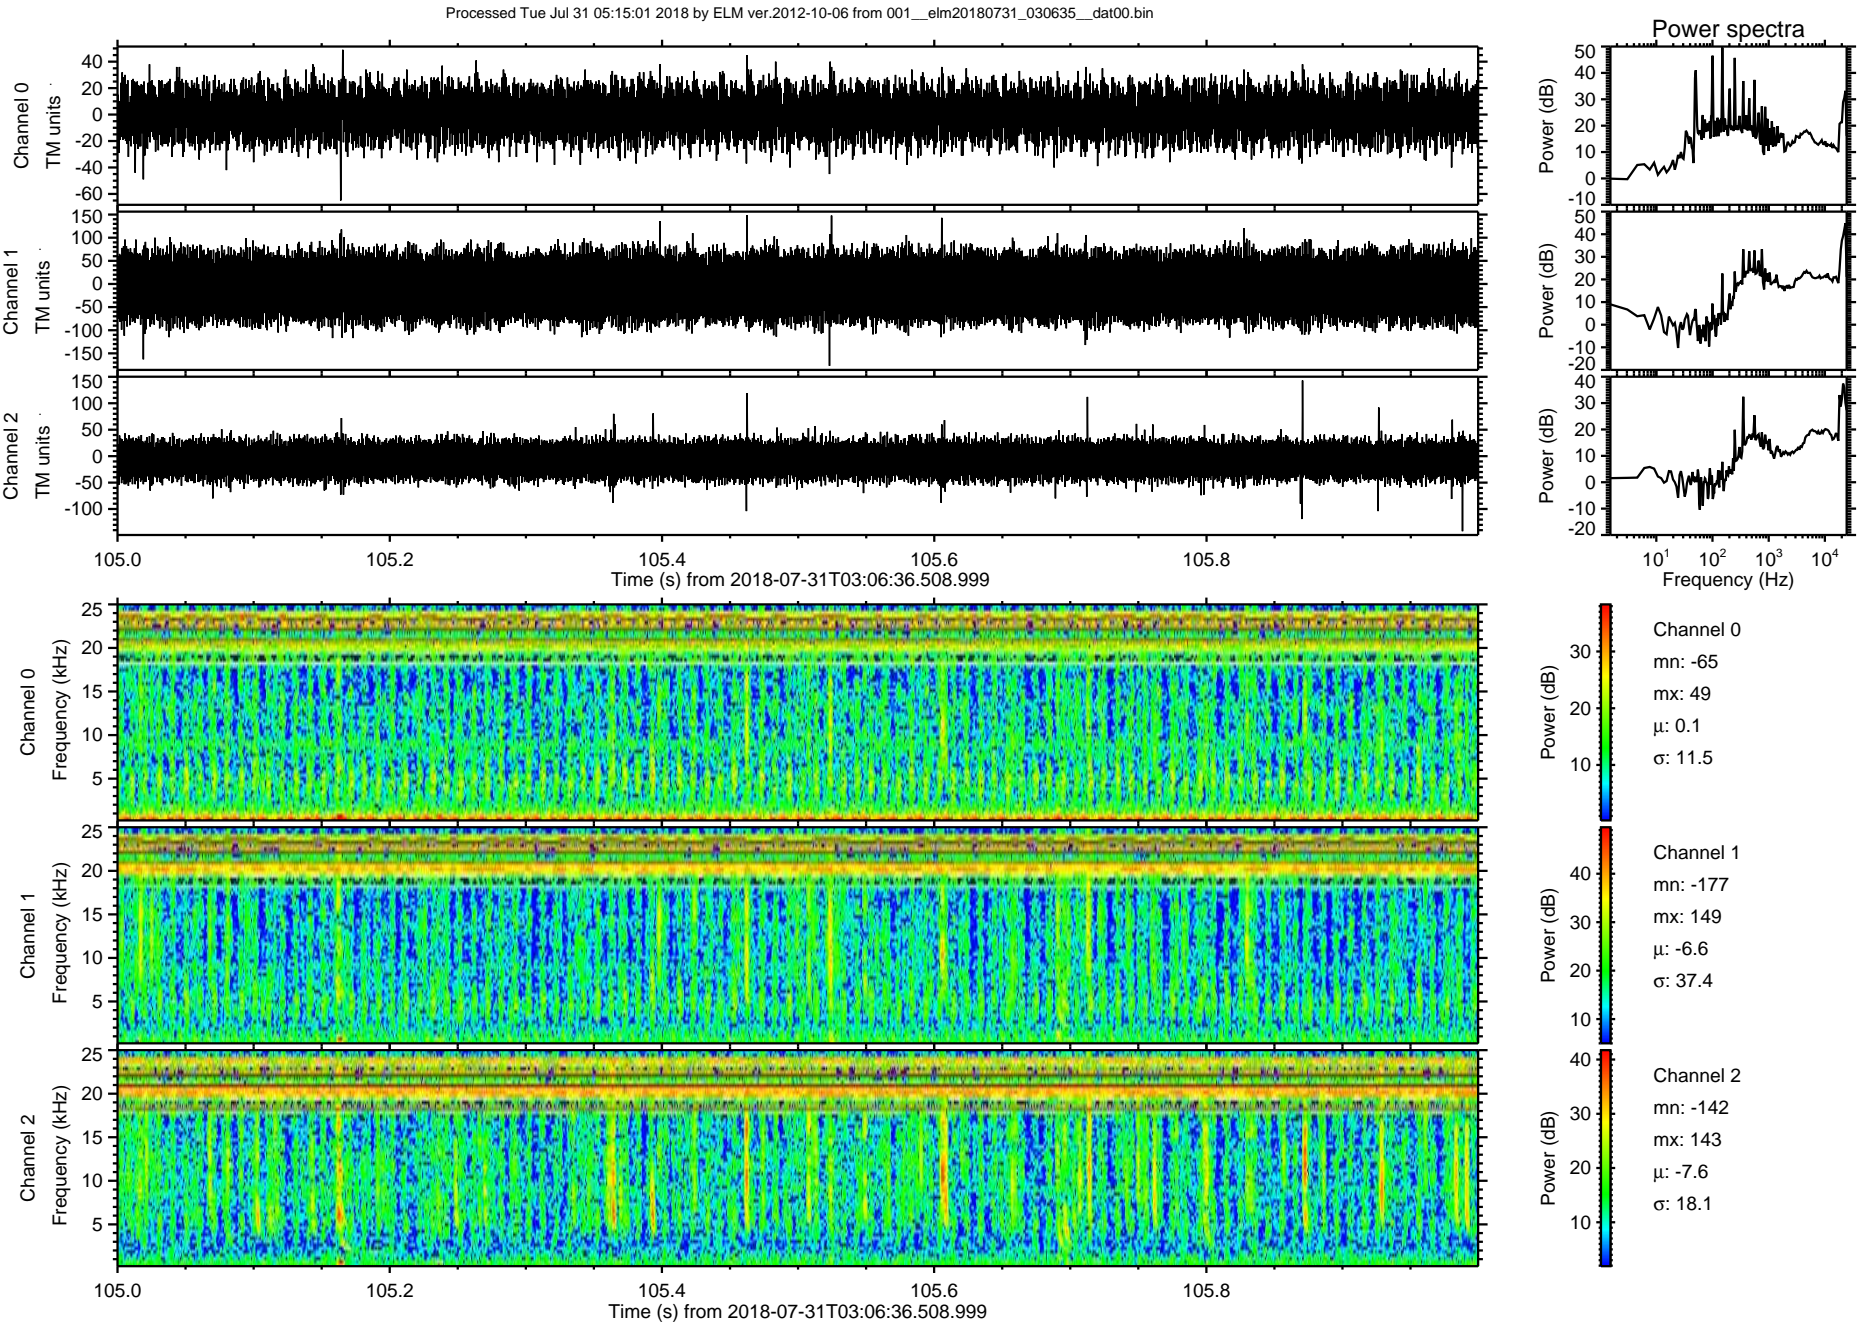 Processed Tue Jul 31 05:15:01 2018 by ELM ver.2012-10-06 from 001__elm20180731_030635__dat00.bin
Power spectra
Channel 0
TM units
40
20
0
-20
-40
-60
Power (dB)
50
40
30
20
10
0
-10
Channel 1
TM units
150
100
50
0
-50
-100
-150
Power (dB)
50
40
30
20
10
0
-10
-20
Channel 2
TM units
150
100
50
0
-50
-100
Power (dB)
40
30
20
10
0
-10
-20
105.0 105.2 105.4 105.6 105.8
Time (s) from 2018-07-31T03:06:36.508.999
10^1 10^2 10^3 10^4
Frequency (Hz)
Channel 0
Frequency (kHz)
25
20
15
10
5
Power (dB)
30
20
10
Channel 0
mn: -65
mx: 49
μ: 0.1
σ: 11.5
Channel 1
Frequency (kHz)
25
20
15
10
5
Power (dB)
40
30
20
10
Channel 1
mn: -177
mx: 149
μ: -6.6
σ: 37.4
Channel 2
Frequency (kHz)
25
20
15
10
5
Power (dB)
40
30
20
10
Channel 2
mn: -142
mx: 143
μ: -7.6
σ: 18.1
105.0 105.2 105.4 105.6 105.8
Time (s) from 2018-07-31T03:06:36.508.999